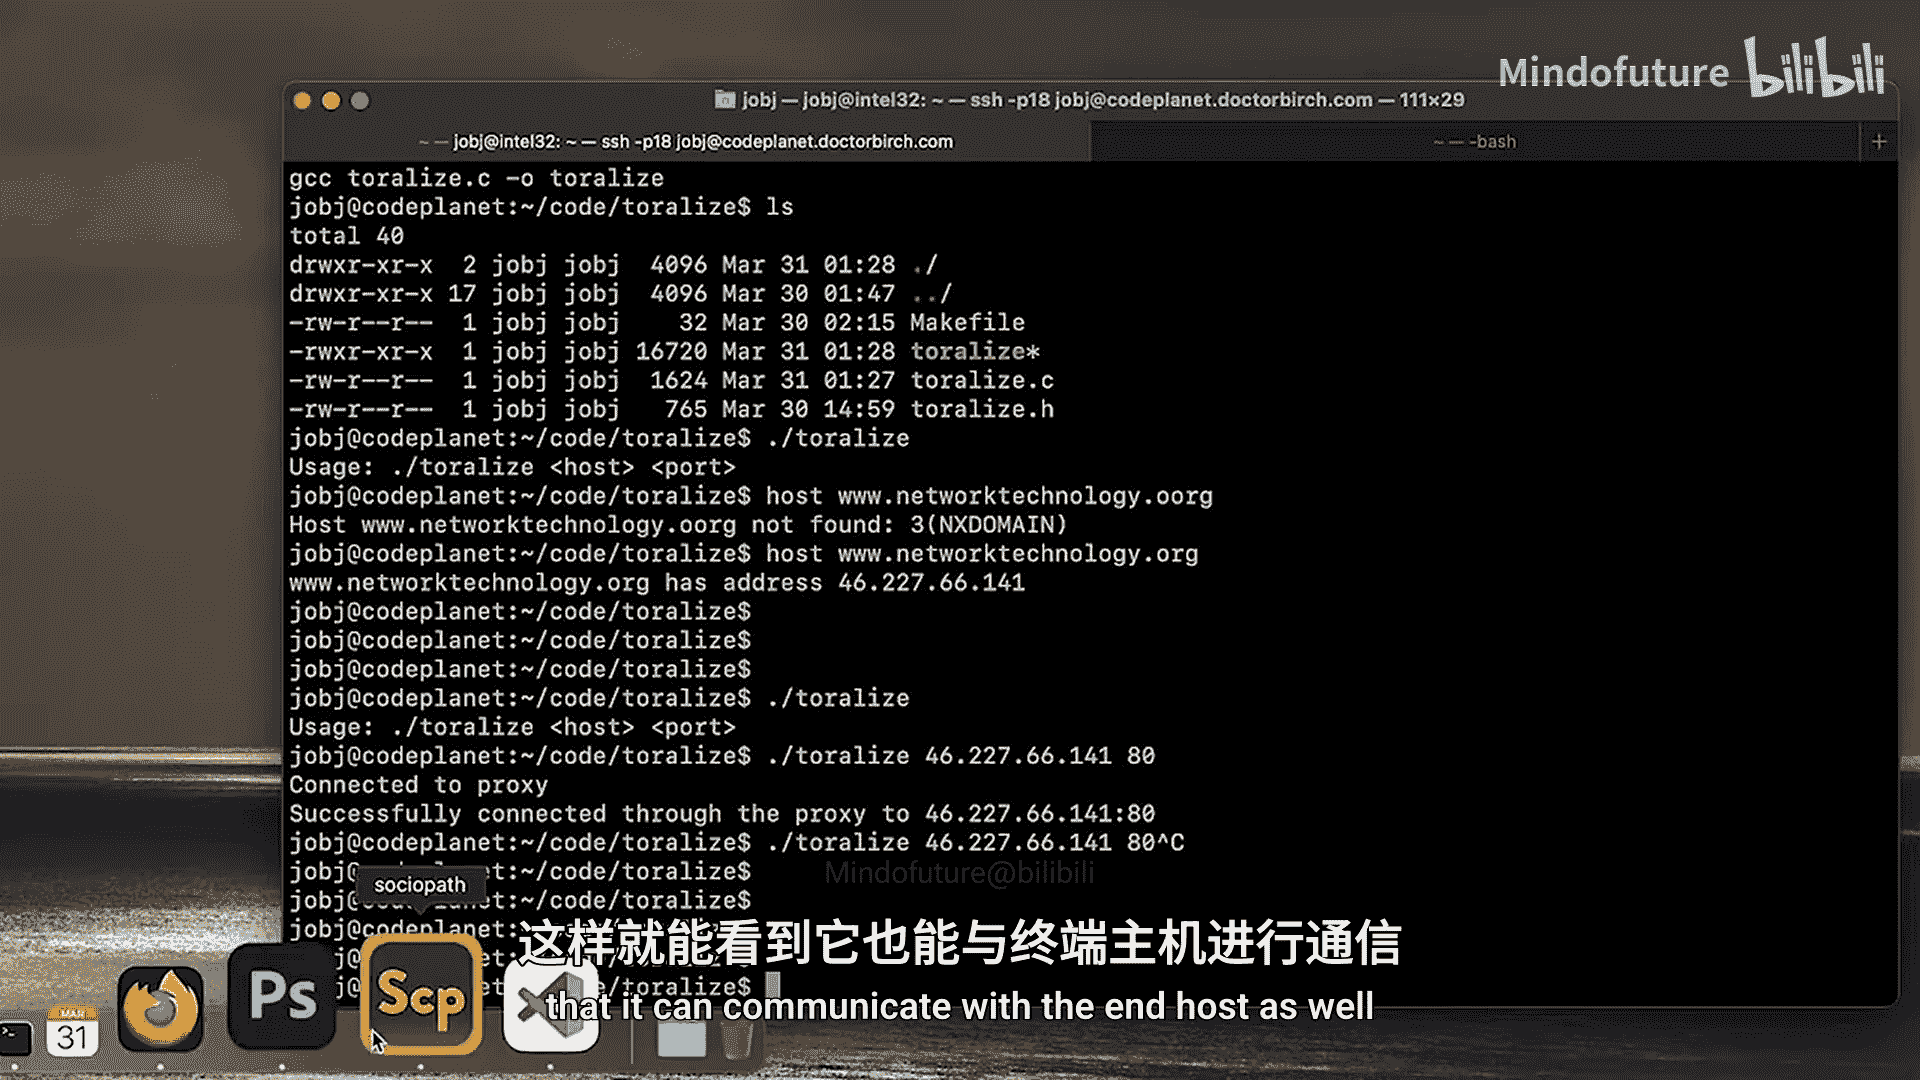 Mindofuture bilibili
jobj — jobj@intel32: ~ — ssh -p18 jobj@codeplanet.doctorbirch.com — 111×29
~ — jobj@intel32: ~ — ssh -p18 jobj@codeplanet.doctorbirch.com
~ — -bash
+
gcc toralize.c -o toralize
jobj@codeplanet:~/code/toralize$ ls
total 40
drwxr-xr-x  2 jobj jobj  4096 Mar 31 01:28 ./
drwxr-xr-x 17 jobj jobj  4096 Mar 30 01:47 ../
-rw-r--r--  1 jobj jobj    32 Mar 30 02:15 Makefile
-rwxr-xr-x  1 jobj jobj 16720 Mar 31 01:28 toralize*
-rw-r--r--  1 jobj jobj  1624 Mar 31 01:27 toralize.c
-rw-r--r--  1 jobj jobj   765 Mar 30 14:59 toralize.h
jobj@codeplanet:~/code/toralize$ ./toralize
Usage: ./toralize <host> <port>
jobj@codeplanet:~/code/toralize$ host www.networktechnology.oorg
Host www.networktechnology.oorg not found: 3(NXDOMAIN)
jobj@codeplanet:~/code/toralize$ host www.networktechnology.org
www.networktechnology.org has address 46.227.66.141
jobj@codeplanet:~/code/toralize$
jobj@codeplanet:~/code/toralize$
jobj@codeplanet:~/code/toralize$
jobj@codeplanet:~/code/toralize$ ./toralize
Usage: ./toralize <host> <port>
jobj@codeplanet:~/code/toralize$ ./toralize 46.227.66.141 80
Connected to proxy
Successfully connected through the proxy to 46.227.66.141:80
jobj@codeplanet:~/code/toralize$ ./toralize 46.227.66.141 80^C
jobj@codeplanet:~/code/toralize$
Mindofuture@bilibili
sociopath
这样就能看到它也能与终端主机进行通信
that it can communicate with the end host as well
MAR
31
Ps
Scp